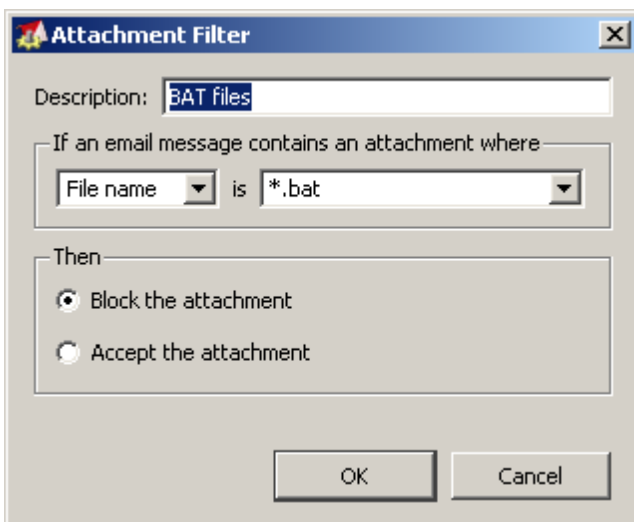 Attachment Filter
Description: BAT files
If an email message contains an attachment where
File name is *.bat
Then
Block the attachment
Accept the attachment
OK Cancel